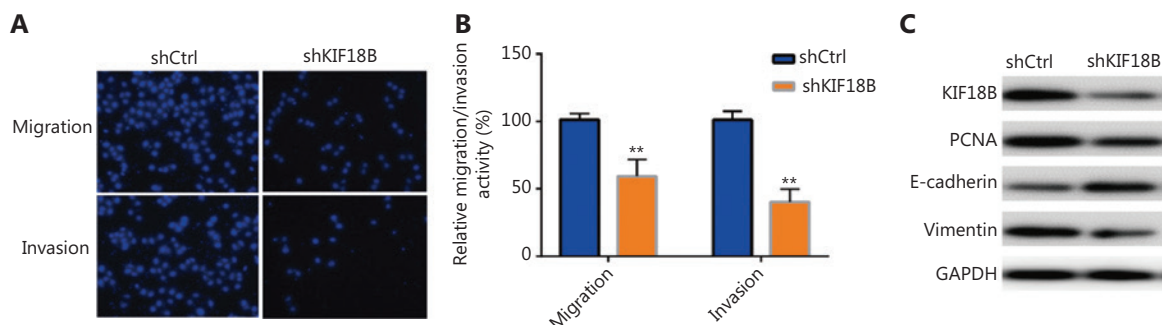 A
shCtrl
shKIF18B
Migration
Invasion
B
Relative migration/invasion
activity (%)
150
100
50
0
shCtrl
shKIF18B
**
**
Migration
Invasion
C
shCtrl
shKIF18B
KIF18B
PCNA
E-cadherin
Vimentin
GAPDH